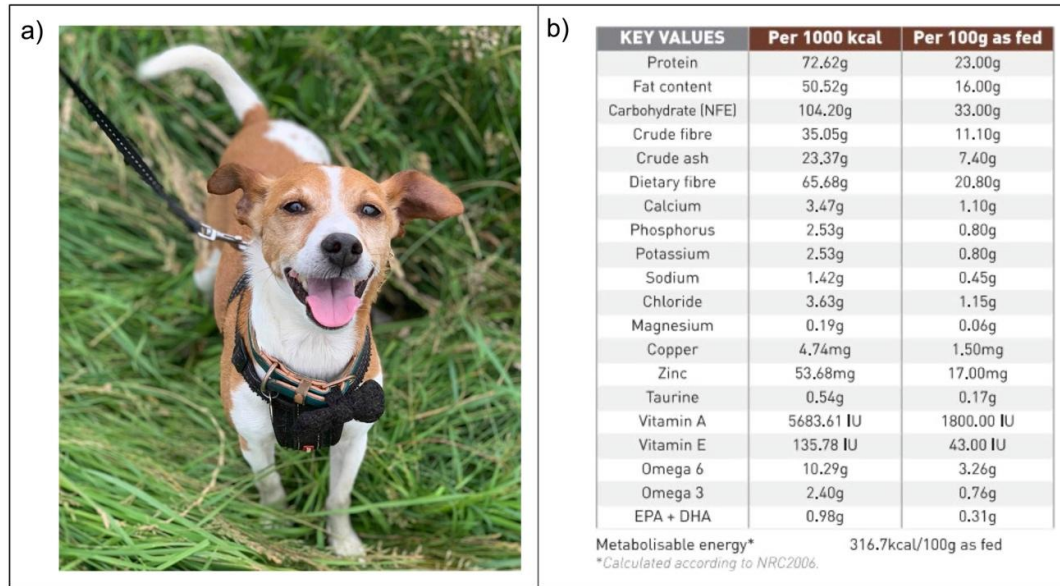 a)
b)
KEY VALUES Per 1000 kcal Per 100g as fed
Protein 72.62g 23.00g
Fat content 50.52g 16.00g
Carbohydrate (NFE) 104.20g 33.00g
Crude fibre 35.05g 11.10g
Crude ash 23.37g 7.40g
Dietary fibre 65.68g 20.80g
Calcium 3.47g 1.10g
Phosphorus 2.53g 0.80g
Potassium 2.53g 0.80g
Sodium 1.42g 0.45g
Chloride 3.63g 1.15g
Magnesium 0.19g 0.06g
Copper 4.74mg 1.50mg
Zinc 53.68mg 17.00mg
Taurine 0.54g 0.17g
Vitamin A 5683.61 IU 1800.00 IU
Vitamin E 135.78 IU 43.00 IU
Omega 6 10.29g 3.26g
Omega 3 2.40g 0.76g
EPA + DHA 0.98g 0.31g
Metabolisable energy* 316.7kcal/100g as fed
*Calculated according to NRC2006.